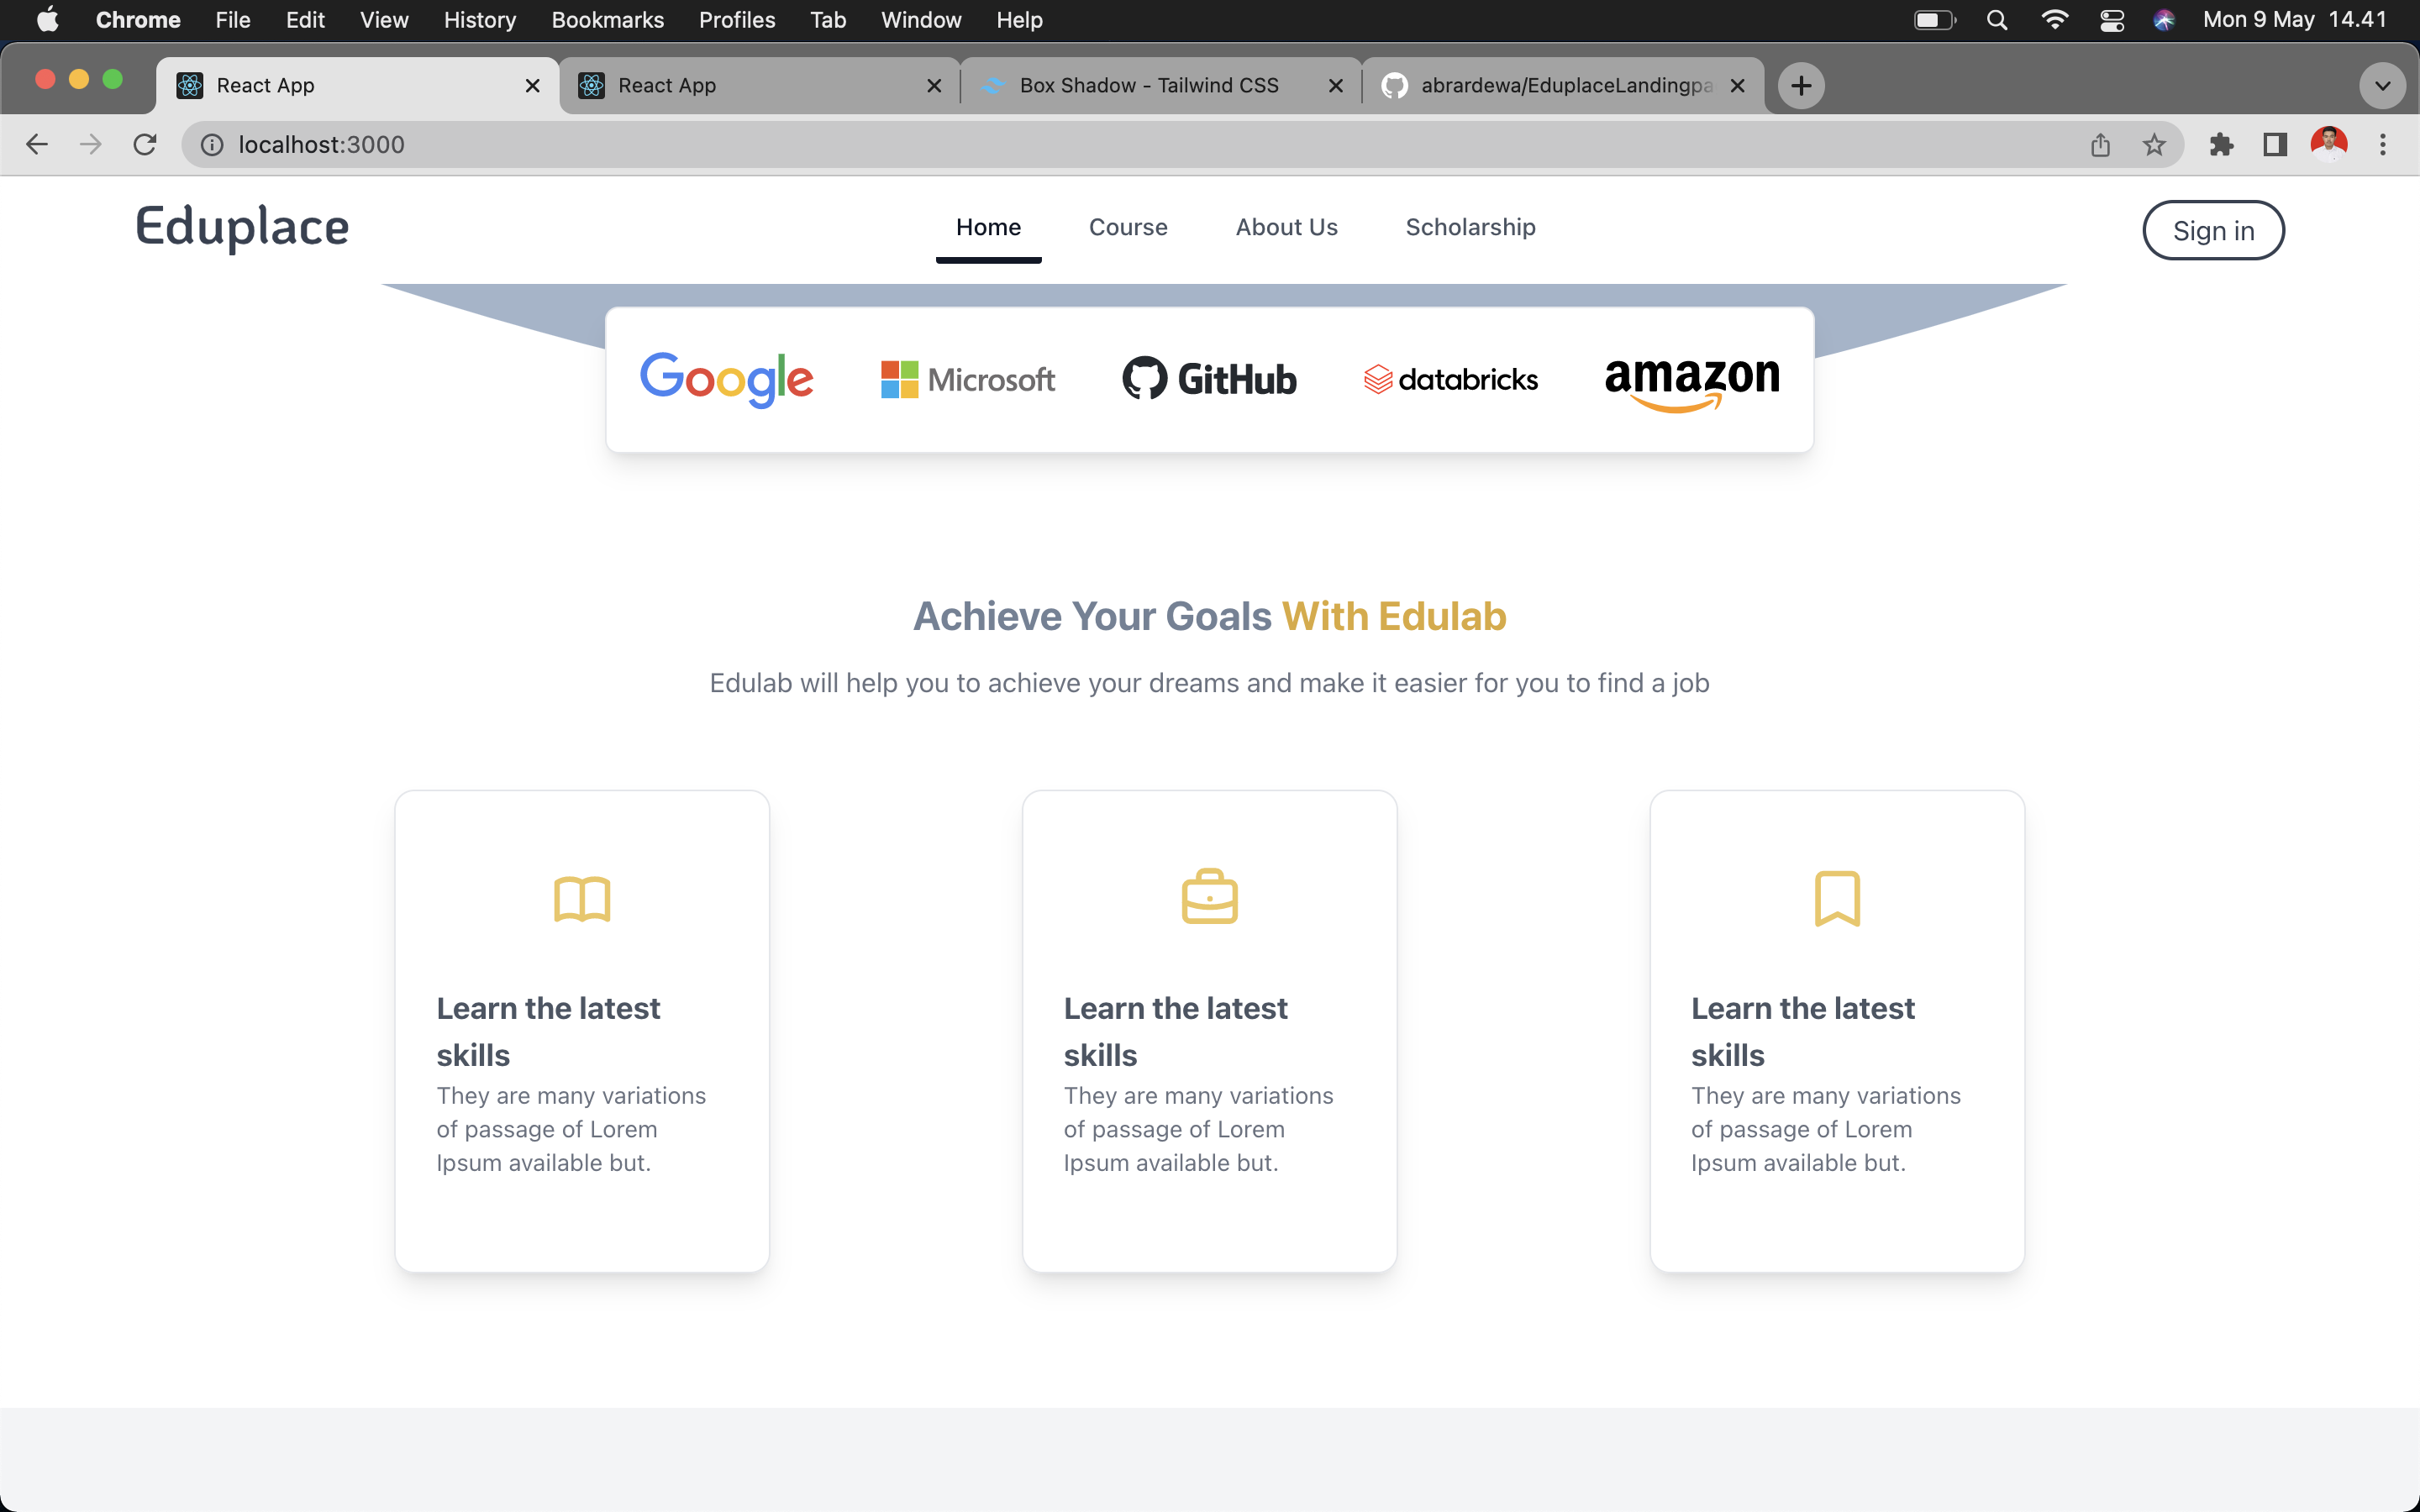 Chrome File Edit View History Bookmarks Profiles Tab Window Help Mon 9 May 14.41
React App React App Box Shadow - Tailwind CSS abrardewa/EduplaceLandingpa
localhost:3000
Eduplace Home Course About Us Scholarship Sign in
Google Microsoft GitHub databricks amazon
Achieve Your Goals With Edulab
Edulab will help you to achieve your dreams and make it easier for you to find a job
Learn the latest
skills
They are many variations
of passage of Lorem
Ipsum available but.
Learn the latest
skills
They are many variations
of passage of Lorem
Ipsum available but.
Learn the latest
skills
They are many variations
of passage of Lorem
Ipsum available but.